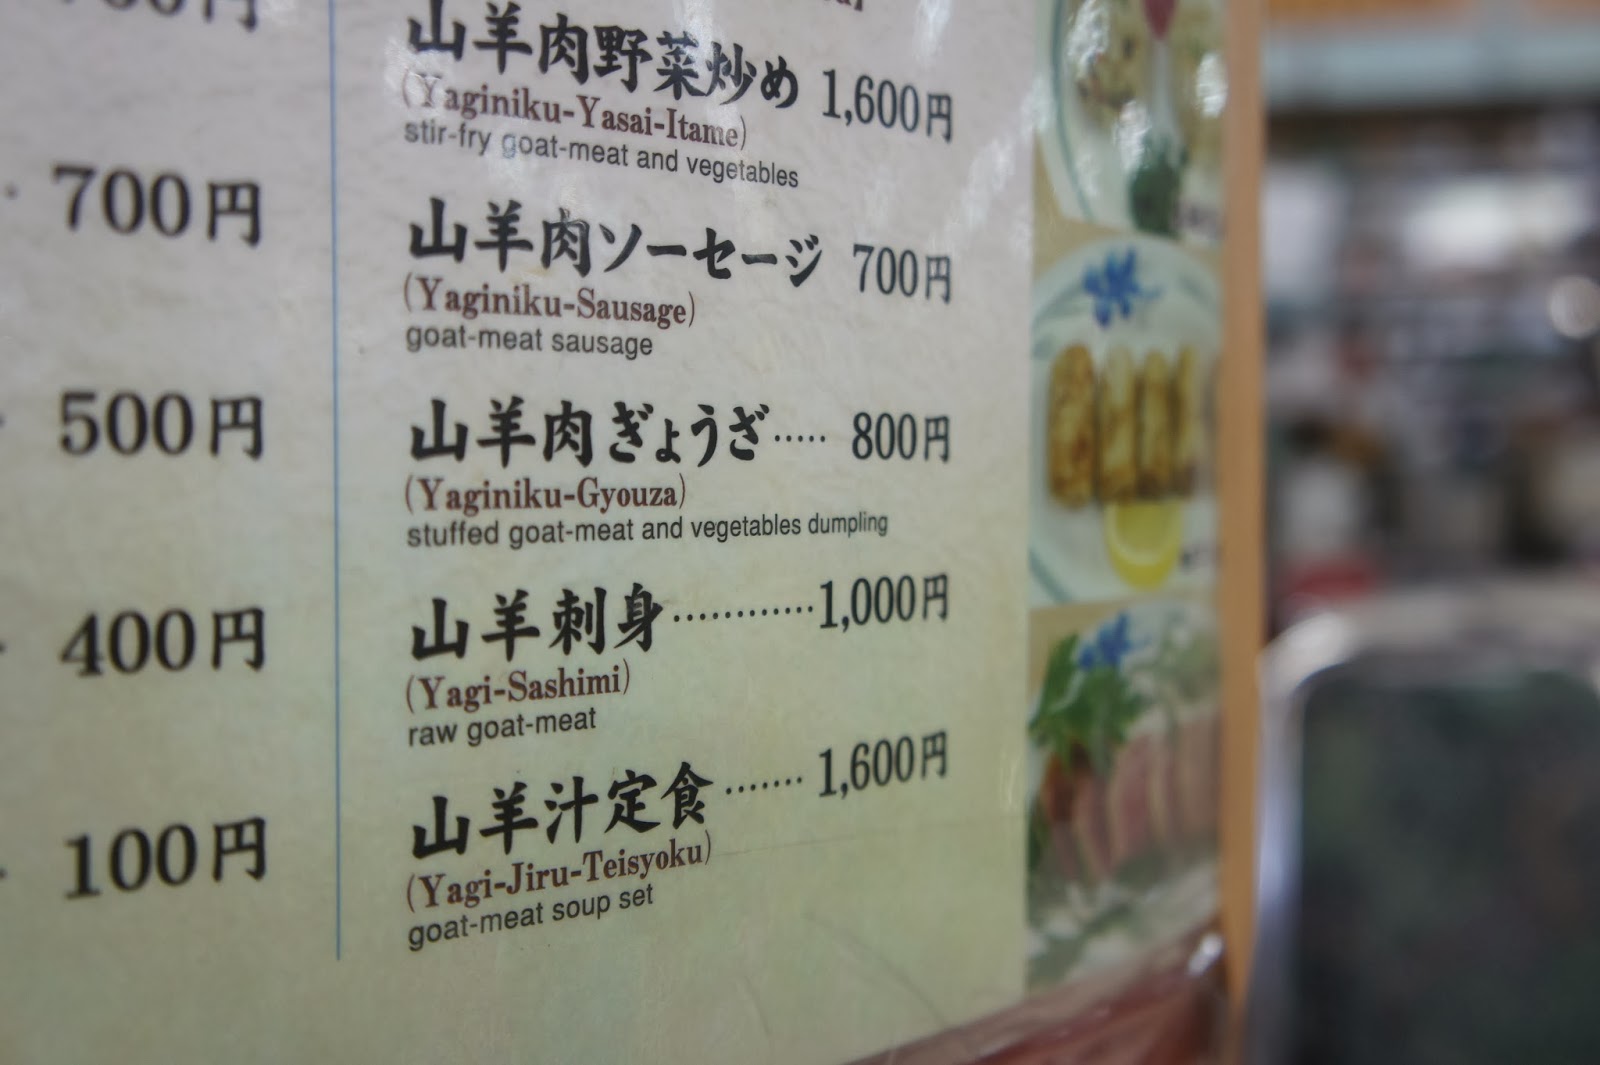 700円
500円
400円
100円
山羊肉野菜炒め 1,600円
(Yaginiku-Yasai-Itame)
stir-fry goat-meat and vegetables
山羊肉ソーセージ 700円
(Yaginiku-Sausage)
goat-meat sausage
山羊肉ぎょうざ····· 800円
(Yaginiku-Gyouza)
stuffed goat-meat and vegetables dumpling
山羊刺身············1,000円
(Yagi-Sashimi)
raw goat-meat
山羊汁定食·······1,600円
(Yagi-Jiru-Teisyoku)
goat-meat soup set